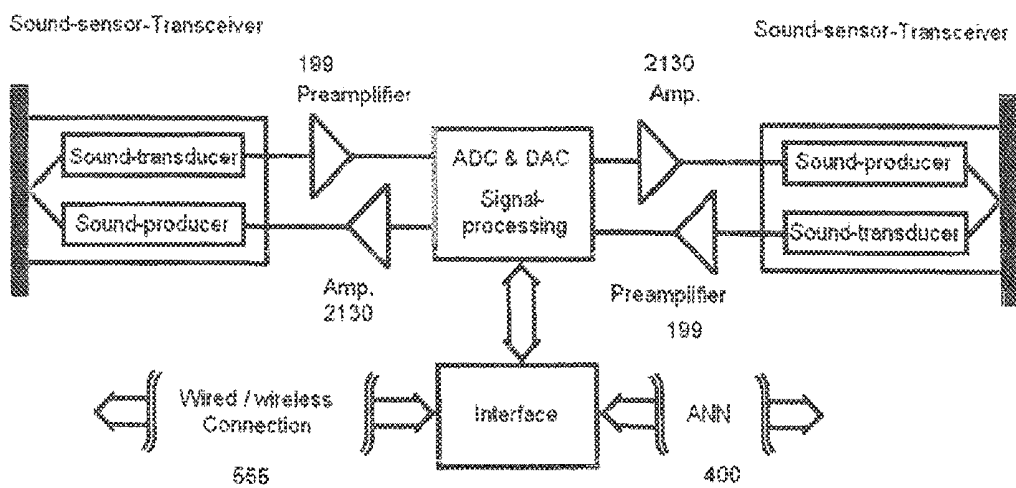 Sound-sensor-Transceiver
Sound-sensor-Transceiver
199
Preamplifier
2130
Amp.
Sound-transducer
Sound-producer
ADC & DAC
Signal-
processing
Sound-producer
Sound-transducer
Amp.
2130
Preamplifier
199
Wired / wireless
Connection
Interface
ANN
555
400